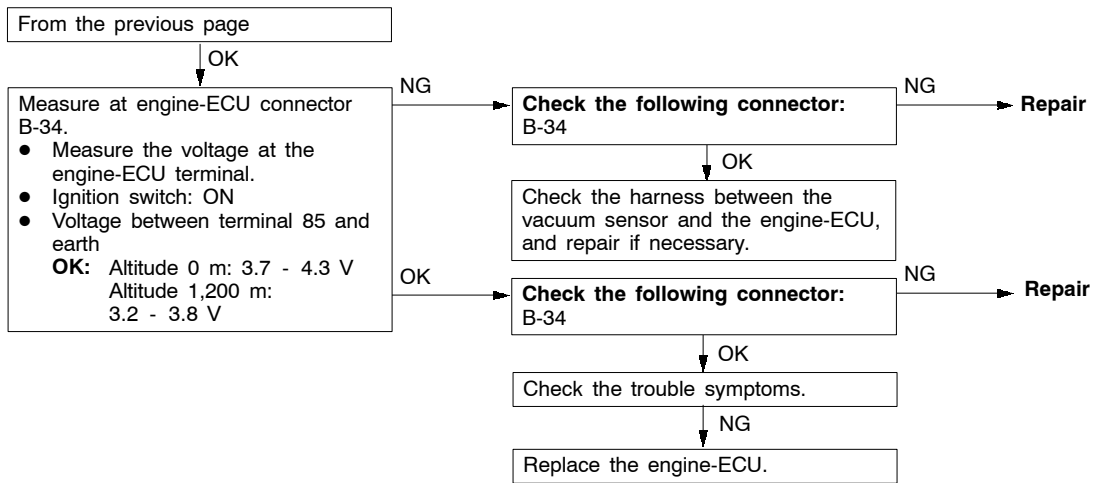 From the previous page
OK
Measure at engine-ECU connector
B-34.
● Measure the voltage at the
engine-ECU terminal.
● Ignition switch: ON
● Voltage between terminal 85 and
earth
OK: Altitude 0 m: 3.7 - 4.3 V
Altitude 1,200 m:
3.2 - 3.8 V
NG
Check the following connector:
B-34
NG
Repair
OK
Check the harness between the
vacuum sensor and the engine-ECU,
and repair if necessary.
OK
Check the following connector:
B-34
NG
Repair
OK
Check the trouble symptoms.
NG
Replace the engine-ECU.